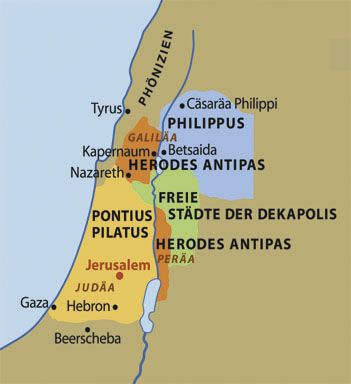 PHÖNIZIEN
Tyrus
Cäsaräa Philippi
PHILIPPUS
GALILÄA
Kapernaum
Betsaida
HERODES ANTIPAS
Nazareth
FREIE
STÄDTE DER DEKAPOLIS
PONTIUS
PILATUS
HERODES ANTIPAS
PERÄA
Jerusalem
JUDÄA
Gaza
Hebron
Beerscheba